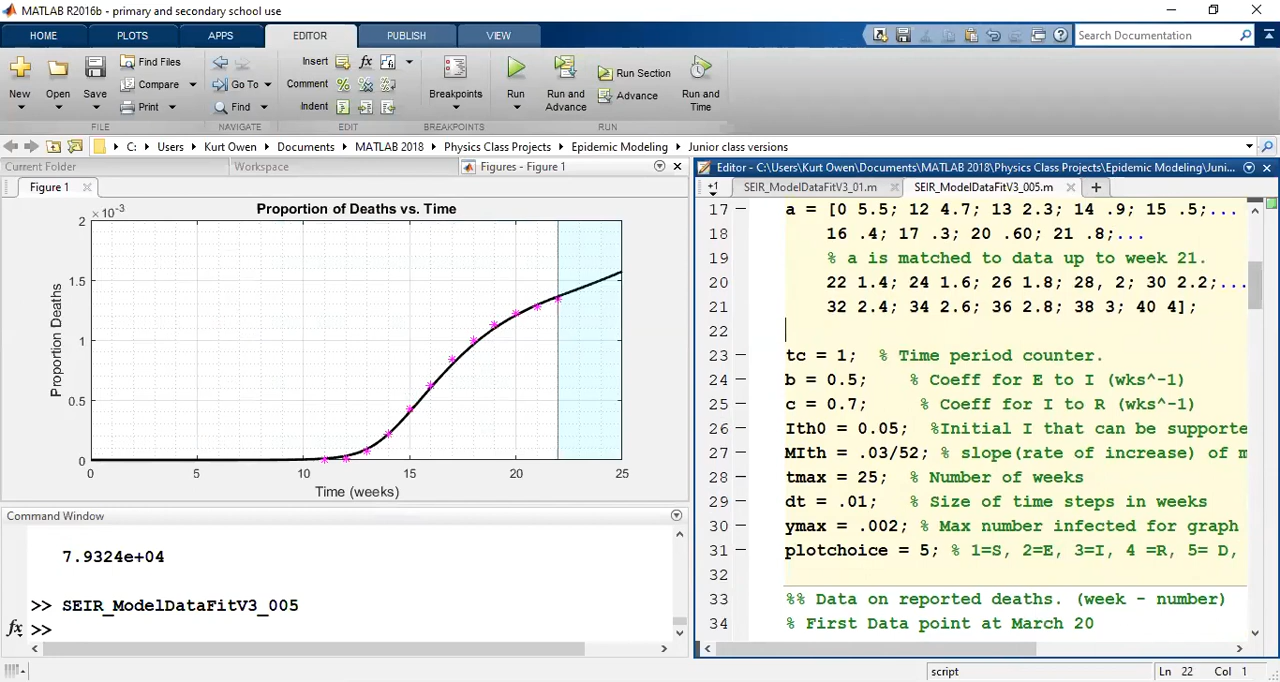 MATLAB R2016b - primary and secondary school use
HOME PLOTS APPS EDITOR PUBLISH VIEW
Search Documentation
New Open Save Find Files Compare Print
Go To Find
Insert fx
Comment
Indent
Breakpoints
Run Run and Advance Run Section Advance Run and Time
FILE NAVIGATE EDIT BREAKPOINTS RUN
C: Users Kurt Owen Documents MATLAB 2018 Physics Class Projects Epidemic Modeling Junior class versions
Current Folder Workspace Figures - Figure 1
Figure 1
Proportion of Deaths vs. Time
×10-3
2
1.5
1
0.5
0
Proportion Deaths
0 5 10 15 20 25
Time (weeks)
Command Window
7.9324e+04
>> SEIR_ModelDataFitV3_005
fx >>
Editor - C:\Users\Kurt Owen\Documents\MATLAB 2018\Physics Class Projects\Epidemic Modeling\Juni...
+1 SEIR_ModelDataFitV3_01.m SEIR_ModelDataFitV3_005.m
17 a = [0 5.5; 12 4.7; 13 2.3; 14 .9; 15 .5;...
18 16 .4; 17 .3; 20 .60; 21 .8;...
19 % a is matched to data up to week 21.
20 22 1.4; 24 1.6; 26 1.8; 28, 2; 30 2.2;...
21 32 2.4; 34 2.6; 36 2.8; 38 3; 40 4];
22
23 tc = 1; % Time period counter.
24 b = 0.5; % Coeff for E to I (wks^-1)
25 c = 0.7; % Coeff for I to R (wks^-1)
26 Ith0 = 0.05; %Initial I that can be supporte
27 MIth = .03/52; % slope(rate of increase) of m
28 tmax = 25; % Number of weeks
29 dt = .01; % Size of time steps in weeks
30 ymax = .002; % Max number infected for graph
31 plotchoice = 5; % 1=S, 2=E, 3=I, 4 =R, 5= D,
32
33 %% Data on reported deaths. (week - number)
34 % First Data point at March 20
script Ln 22 Col 1